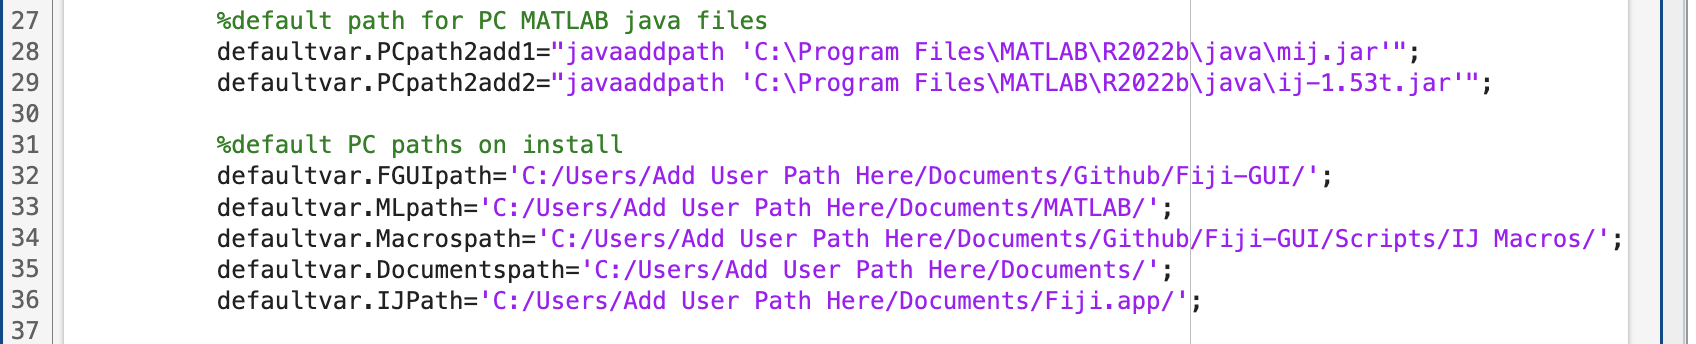 27 %default path for PC MATLAB java files
28 defaultvar.PCpath2add1="javaaddpath 'C:\Program Files\MATLAB\R2022b\java\mij.jar'";
29 defaultvar.PCpath2add2="javaaddpath 'C:\Program Files\MATLAB\R2022b\java\ij-1.53t.jar'";
30
31 %default PC paths on install
32 defaultvar.FGUIpath='C:/Users/Add User Path Here/Documents/Github/Fiji-GUI/';
33 defaultvar.MLpath='C:/Users/Add User Path Here/Documents/MATLAB/';
34 defaultvar.Macrospath='C:/Users/Add User Path Here/Documents/Github/Fiji-GUI/Scripts/IJ Macros/';
35 defaultvar.Documentspath='C:/Users/Add User Path Here/Documents/';
36 defaultvar.IJPath='C:/Users/Add User Path Here/Documents/Fiji.app/';
37